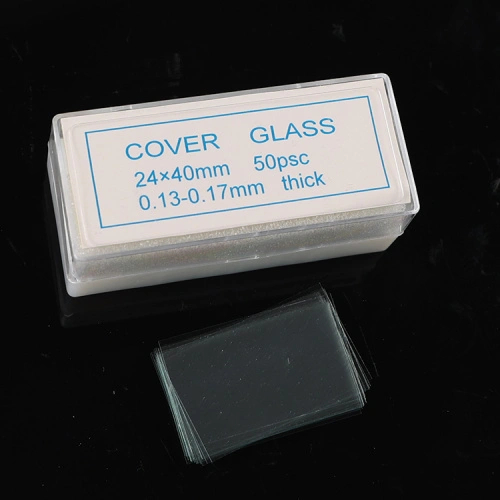 COVER GLASS
24×40mm 50psc
0.13-0.17mm thick